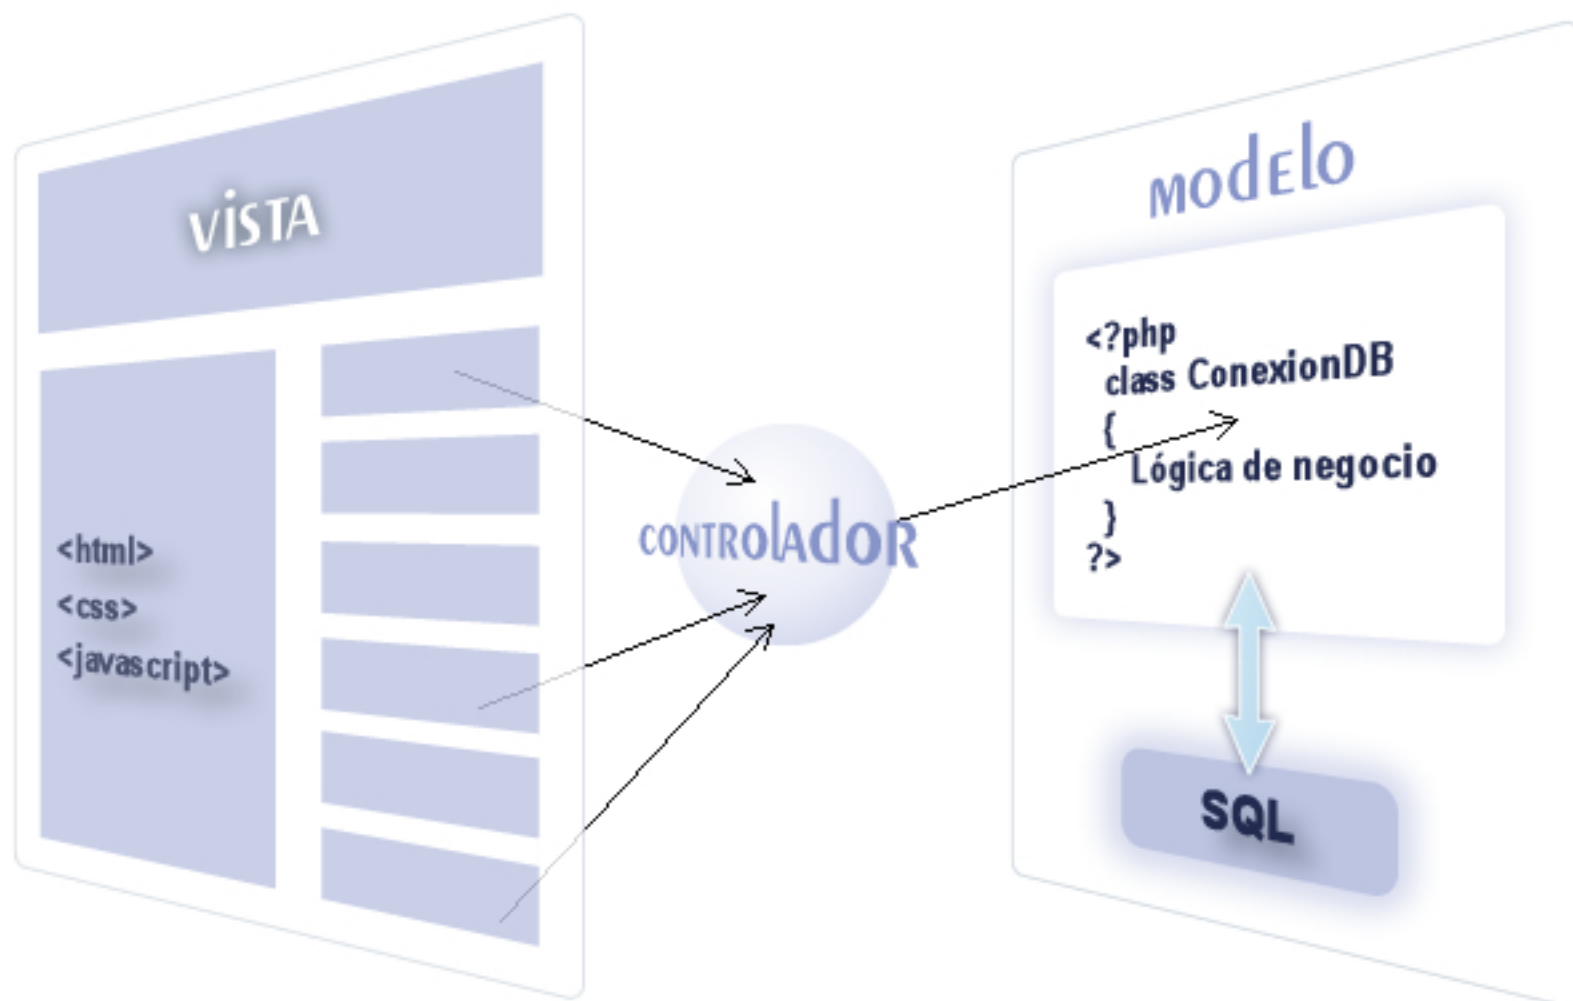 VISTA
<html>
<css>
<javascript>
CONTROLADOR
MODELO
<?php
class ConexionDB
{
Lógica de negocio
}
?>
SQL